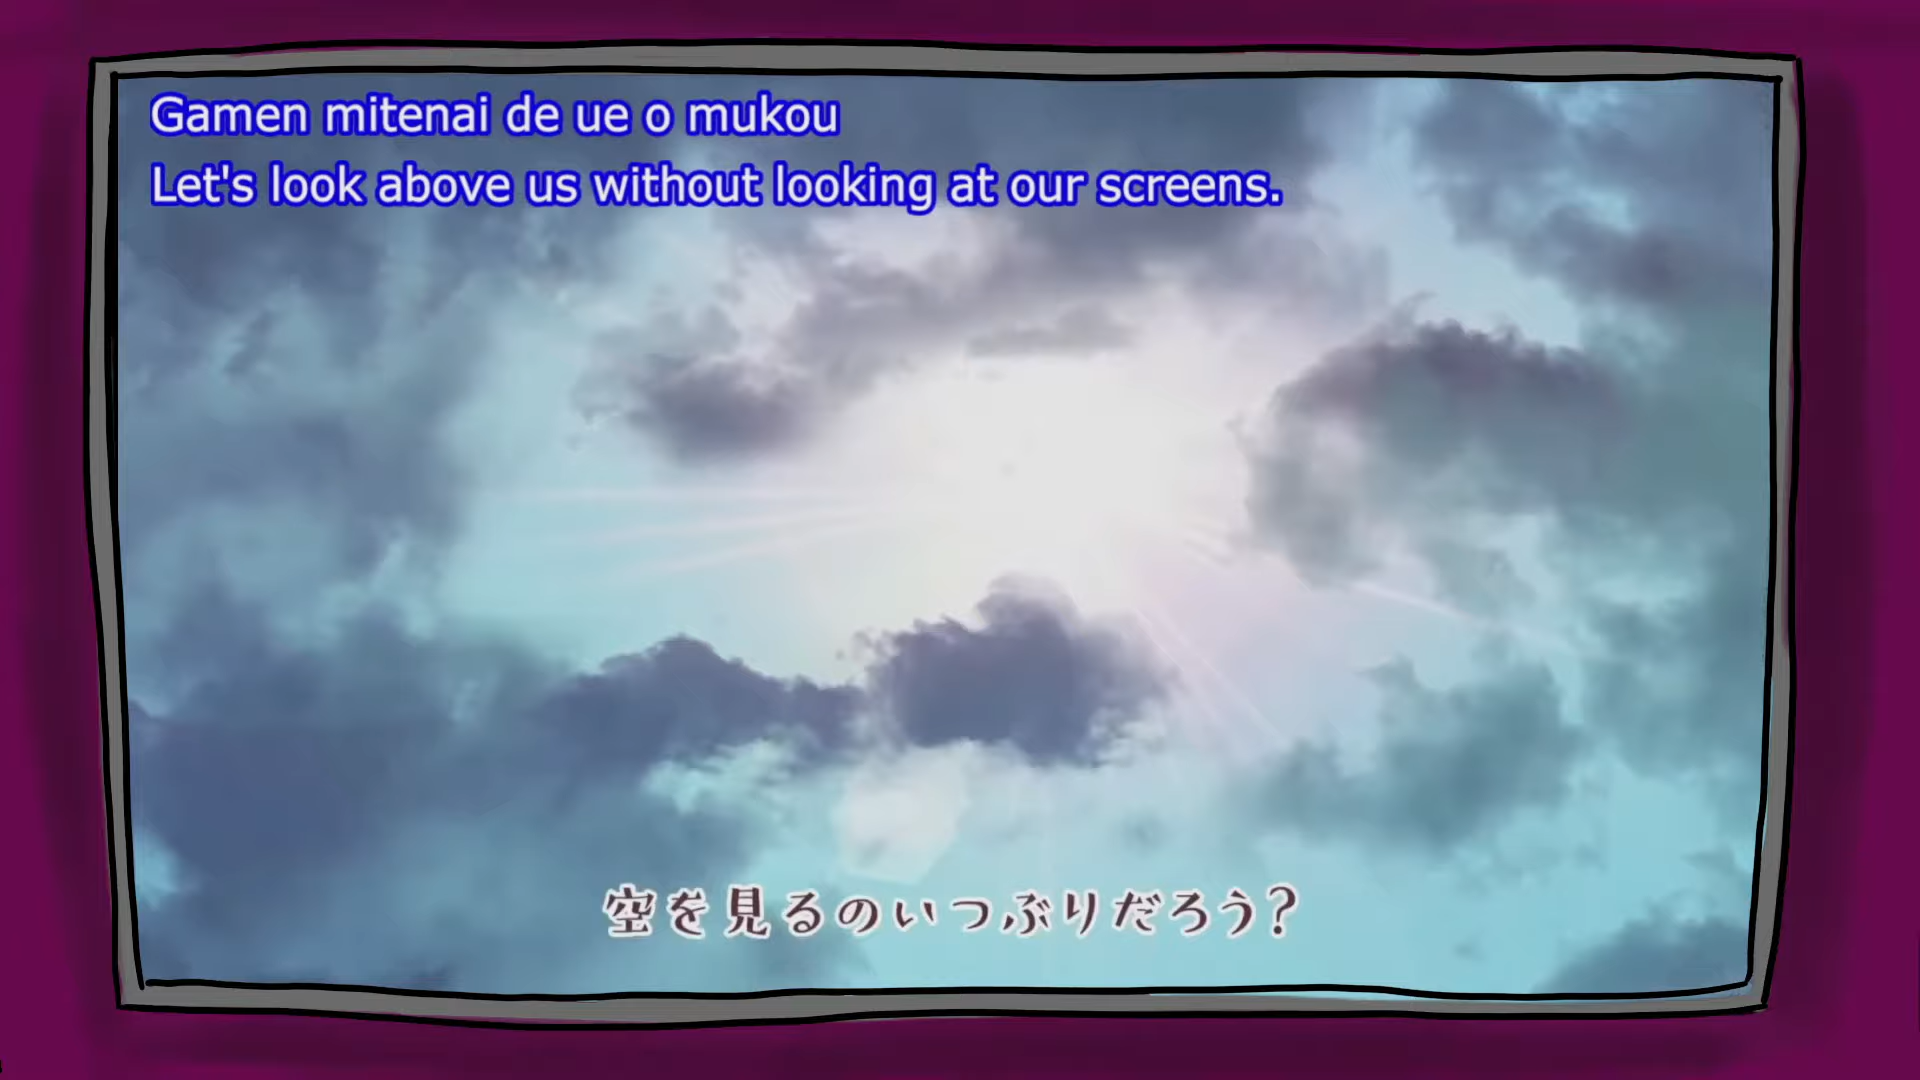 Gamen mitenai de ue o mukou
Let's look above us without looking at our screens.
空を見るのいつぶりだろう?